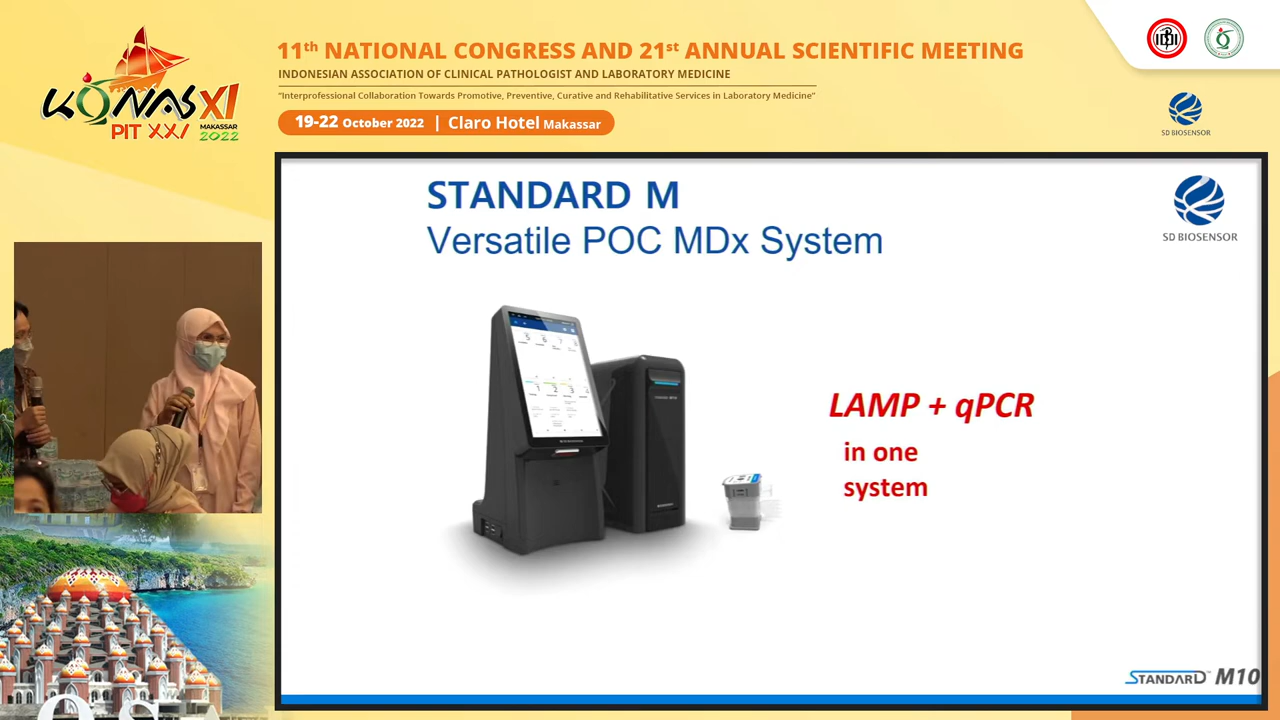 11th NATIONAL CONGRESS AND 21st ANNUAL SCIENTIFIC MEETING
INDONESIAN ASSOCIATION OF CLINICAL PATHOLOGIST AND LABORATORY MEDICINE
"Interprofessional Collaboration Towards Promotive, Preventive, Curative and Rehabilitative Services in Laboratory Medicine"
19-22 October 2022 | Claro Hotel Makassar
KONAS XI
PIT XXI
MAKASSAR
2022
SD BIOSENSOR
STANDARD M
Versatile POC MDx System
SD BIOSENSOR
LAMP + qPCR
in one
system
STANDARD™ M10